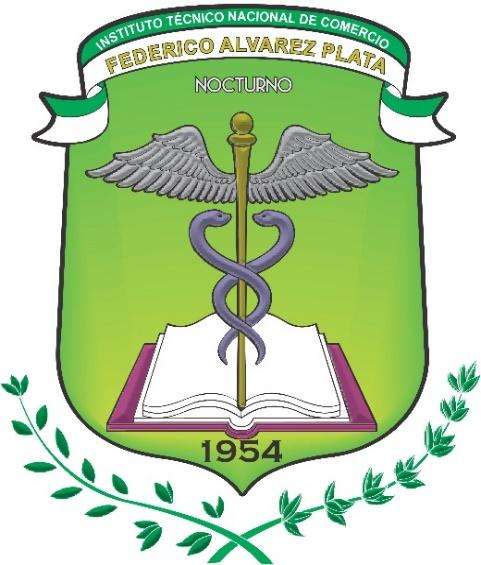 INSTITUTO TÉCNICO NACIONAL DE COMERCIO
FEDERICO ALVAREZ PLATA
NOCTURNO
1954